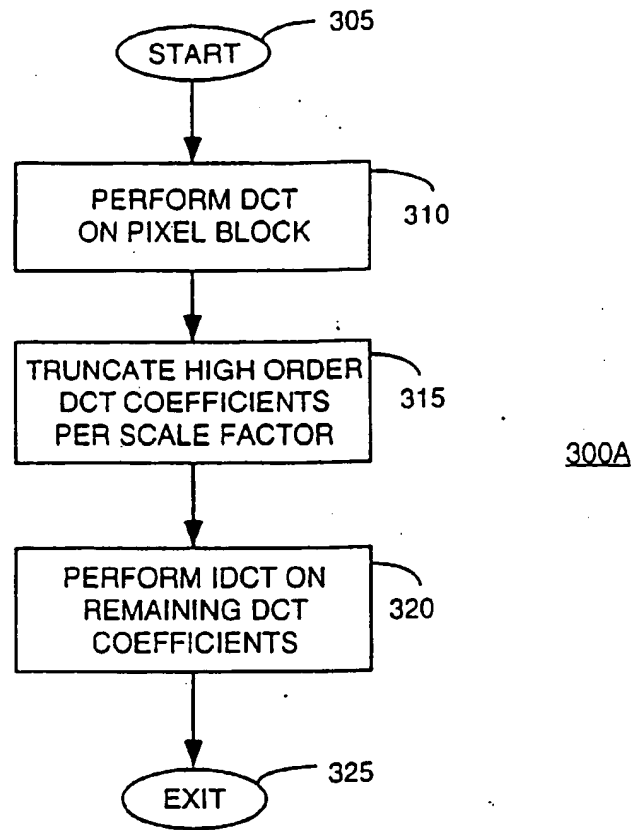 START
305
PERFORM DCT
ON PIXEL BLOCK
310
TRUNCATE HIGH ORDER
DCT COEFFICIENTS
PER SCALE FACTOR
315
300A
PERFORM IDCT ON
REMAINING DCT
COEFFICIENTS
320
EXIT
325